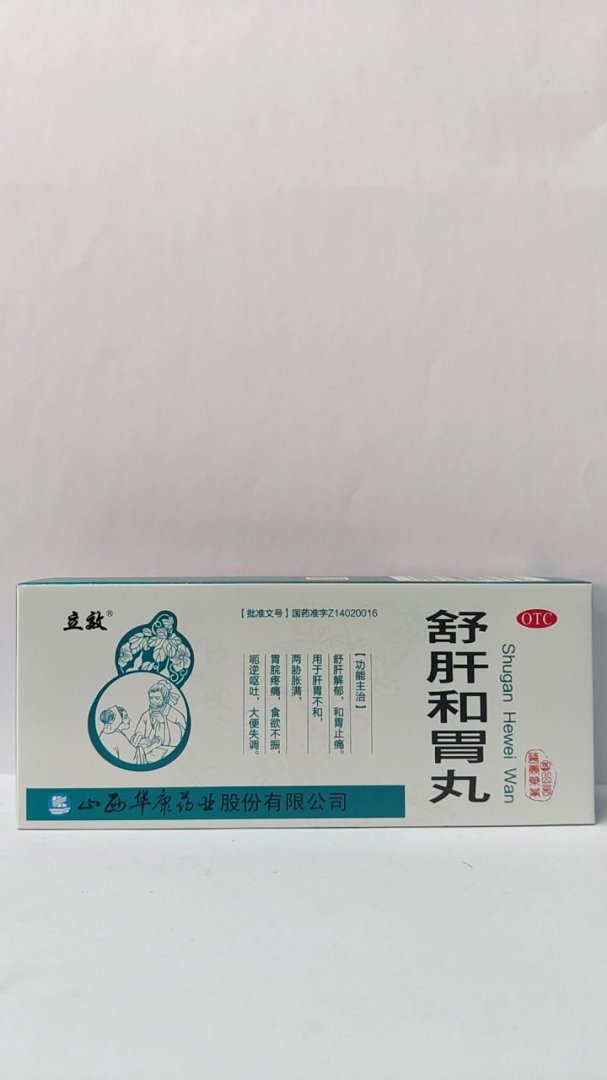 立效®
【批准文号】国药准字Z14020016
【功能主治】
舒肝解郁，和胃止痛。
用于肝胃不和，
两胁胀满，
胃脘疼痛，食欲不振，
呃逆呕吐，大便失调。
舒肝和胃丸
Shugan Hewei Wan
OTC
山西华康药业股份有限公司